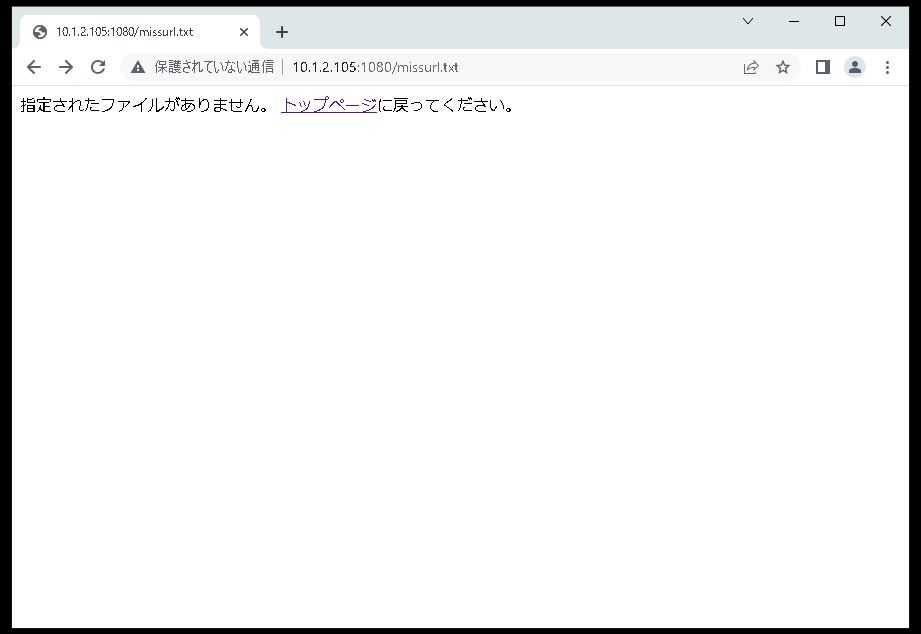 10.1.2.105:1080/missurl.txt
保護されていない通信 10.1.2.105:1080/missurl.txt
指定されたファイルがありません。 トップページに戻ってください。